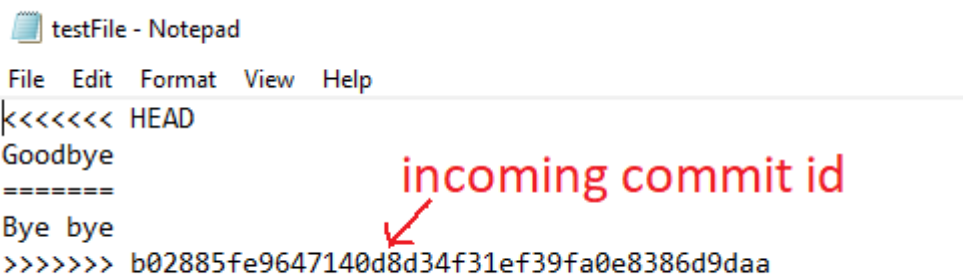 testFile - Notepad
File Edit Format View Help
<<<<<<< HEAD
Goodbye
=======
incoming commit id
Bye bye
>>>>>>> b02885fe9647140d8d34f31ef39fa0e8386d9daa